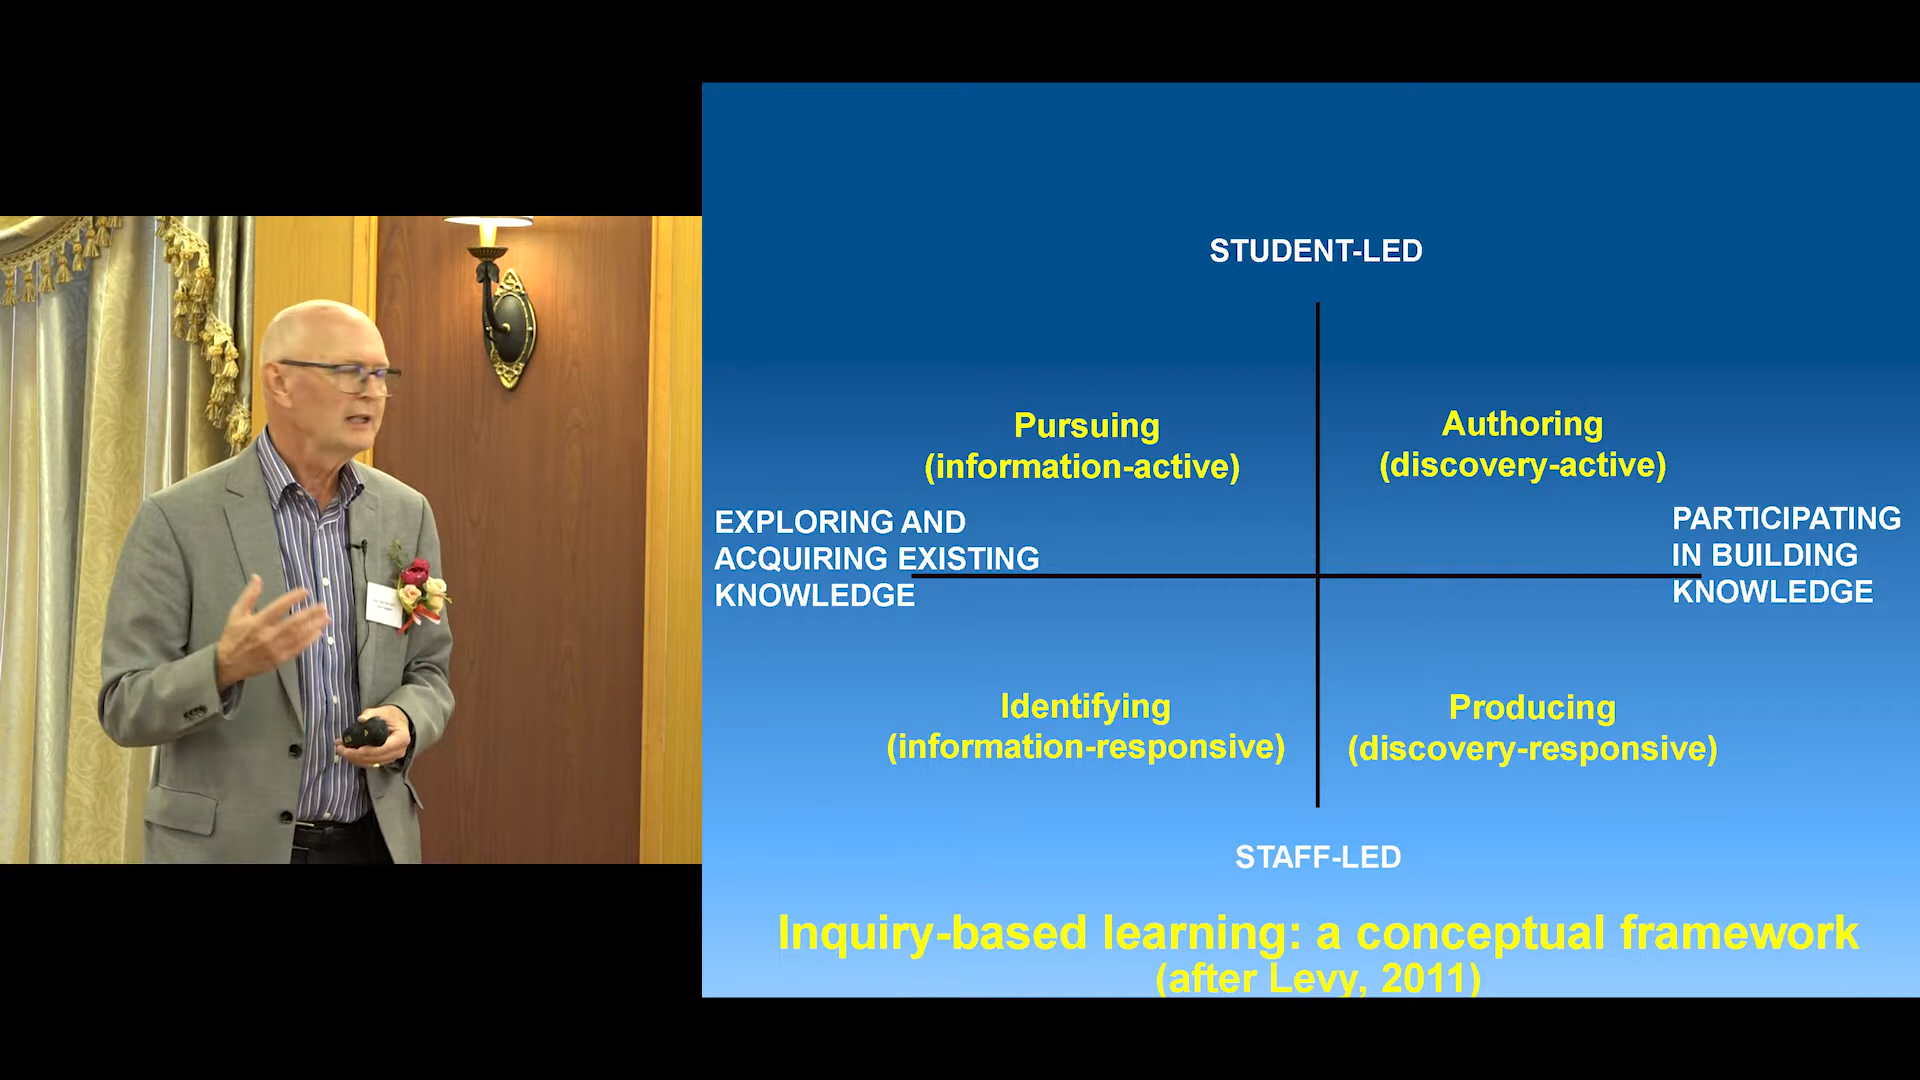 STUDENT-LED
Pursuing
(information-active)
Authoring
(discovery-active)
EXPLORING AND
ACQUIRING EXISTING
KNOWLEDGE
PARTICIPATING
IN BUILDING
KNOWLEDGE
Identifying
(information-responsive)
Producing
(discovery-responsive)
STAFF-LED
Inquiry-based learning: a conceptual framework
(after Levy, 2011)